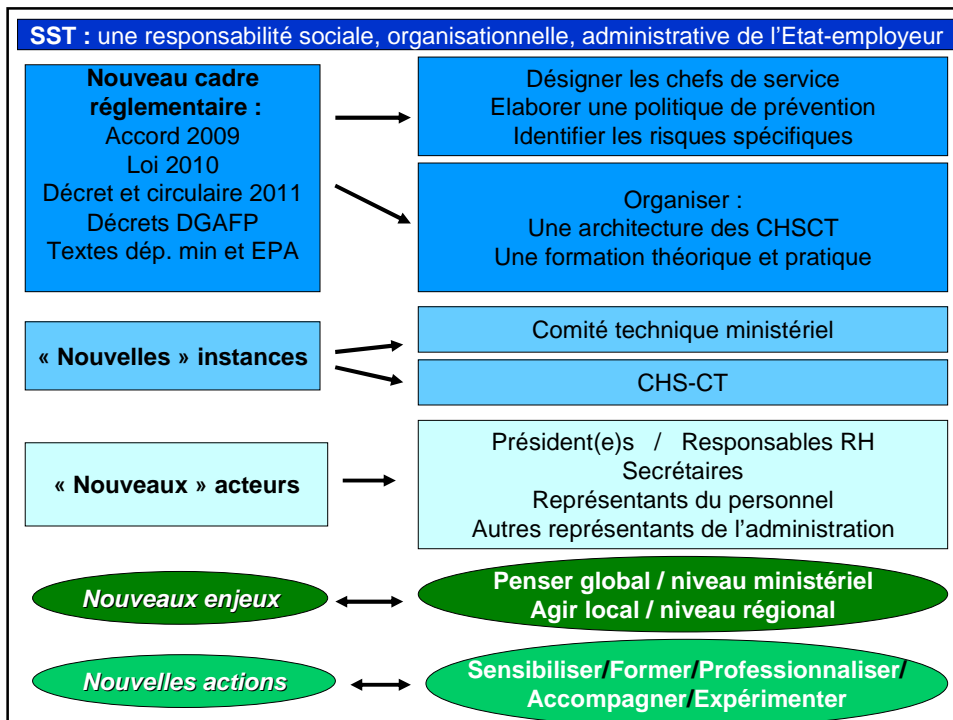 SST : une responsabilité sociale, organisationnelle, administrative de l’Etat-employeur
Nouveau cadre
réglementaire :
Accord 2009
Loi 2010
Décret et circulaire 2011
Décrets DGAFP
Textes dép. min et EPA
Désigner les chefs de service
Elaborer une politique de prévention
Identifier les risques spécifiques
Organiser :
Une architecture des CHSCT
Une formation théorique et pratique
« Nouvelles » instances
Comité technique ministériel
CHS-CT
« Nouveaux » acteurs
Président(e)s / Responsables RH
Secrétaires
Représentants du personnel
Autres représentants de l’administration
Nouveaux enjeux
Penser global / niveau ministériel
Agir local / niveau régional
Nouvelles actions
Sensibiliser/Former/Professionnaliser/
Accompagner/Expérimenter